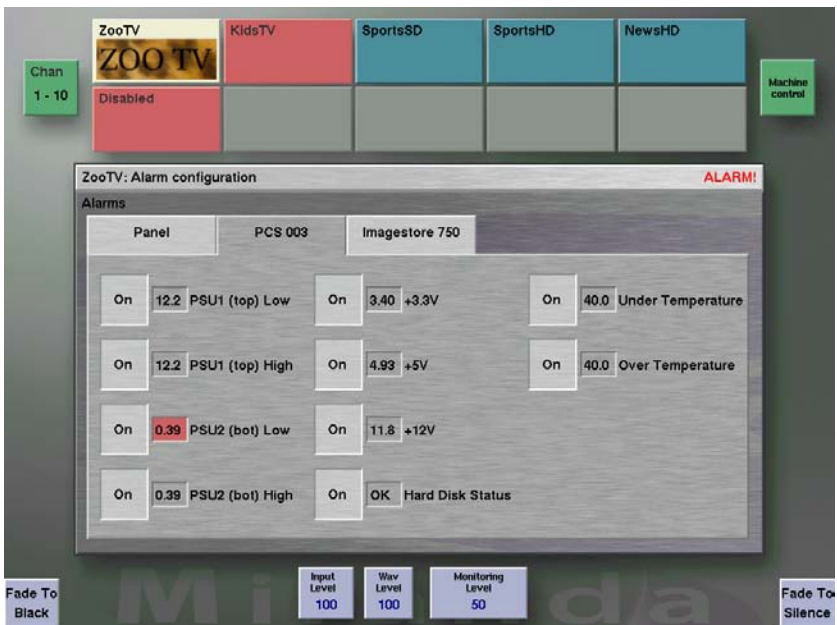 ZooTV KidsTV SportsSD SportsHD NewsHD
ZOO TV
Chan
1 - 10
Machine
control
Disabled
ZooTV: Alarm configuration ALARM!
Alarms
Panel PCS 003 Imagestore 750
On 12.2 PSU1 (top) Low On 3.40 +3.3V On 40.0 Under Temperature
On 12.2 PSU1 (top) High On 4.93 +5V On 40.0 Over Temperature
On 0.39 PSU2 (bot) Low On 11.8 +12V
On 0.39 PSU2 (bot) High On OK Hard Disk Status
Miranda
Fade To
Black
Input
Level
100
Wav
Level
100
Monitoring
Level
50
Fade To
Silence